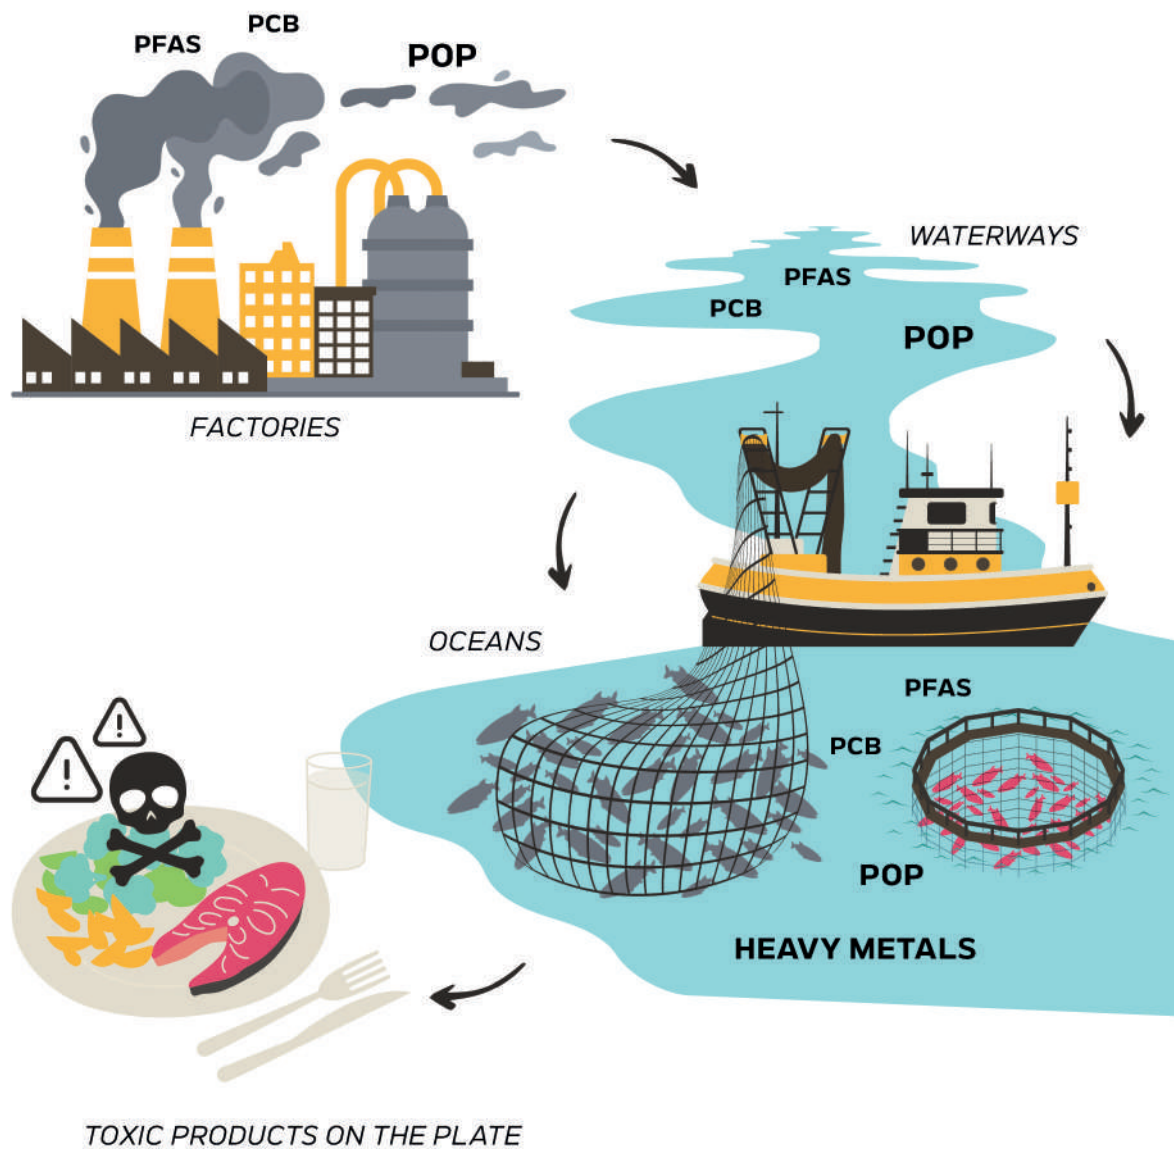 PCB
PFAS
POP
WATERWAYS
PFAS
PCB
POP
FACTORIES
OCEANS
PFAS
PCB
POP
HEAVY METALS
TOXIC PRODUCTS ON THE PLATE